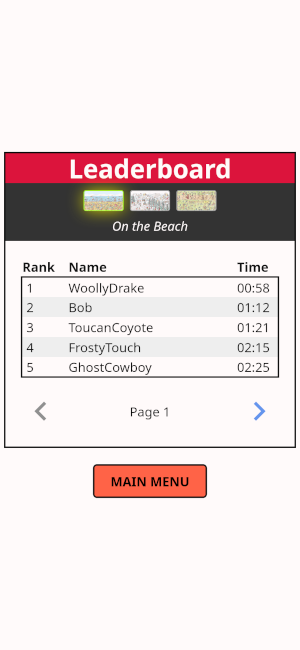 Leaderboard
On the Beach
Rank Name Time
1 WoollyDrake 00:58
2 Bob 01:12
3 ToucanCoyote 01:21
4 FrostyTouch 02:15
5 GhostCowboy 02:25
Page 1
MAIN MENU